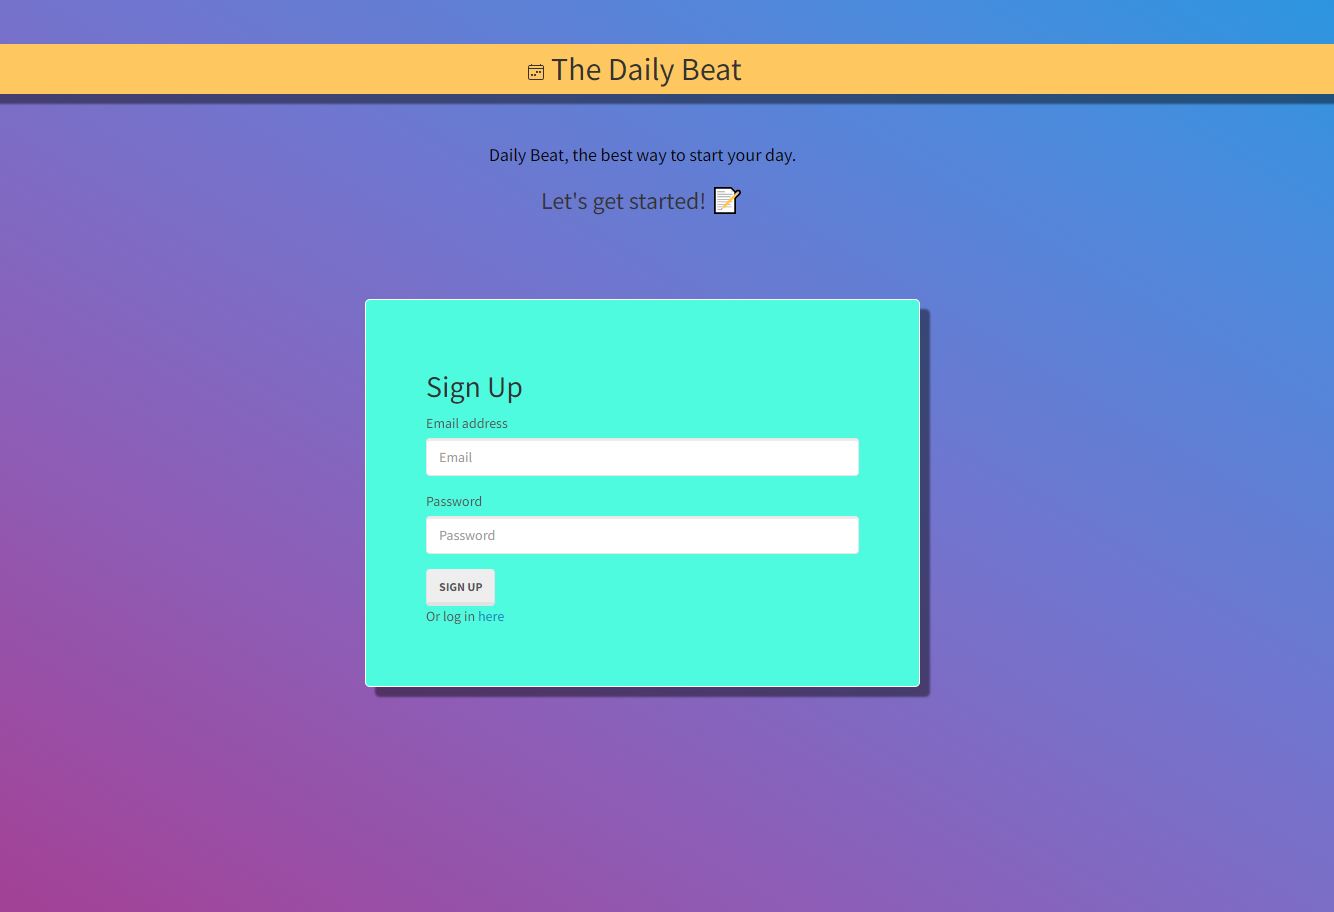 The Daily Beat
Daily Beat, the best way to start your day.
Let's get started!
Sign Up
Email address
Email
Password
Password
SIGN UP
Or log in here